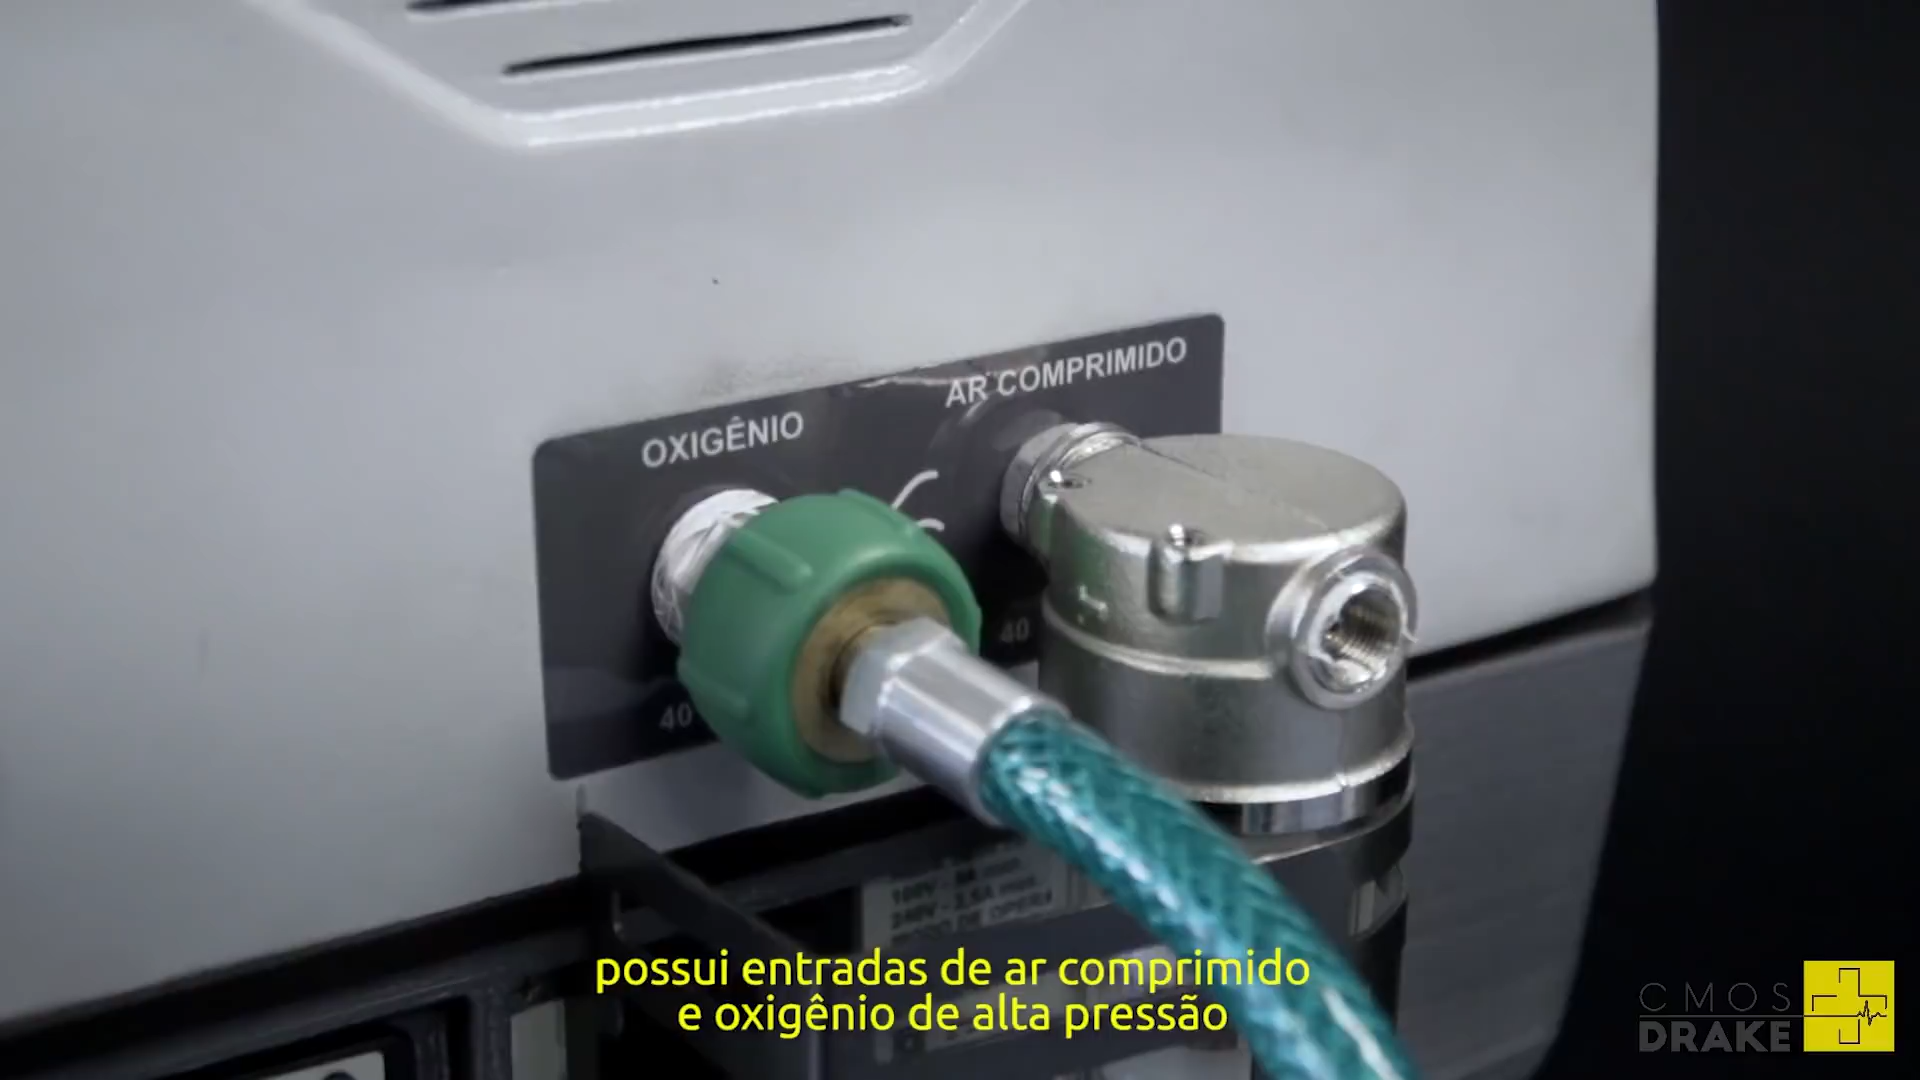 AR COMPRIMIDO
OXIGÊNIO
40
40
possui entradas de ar comprimido
e oxigênio de alta pressão
CMOS
DRAKE